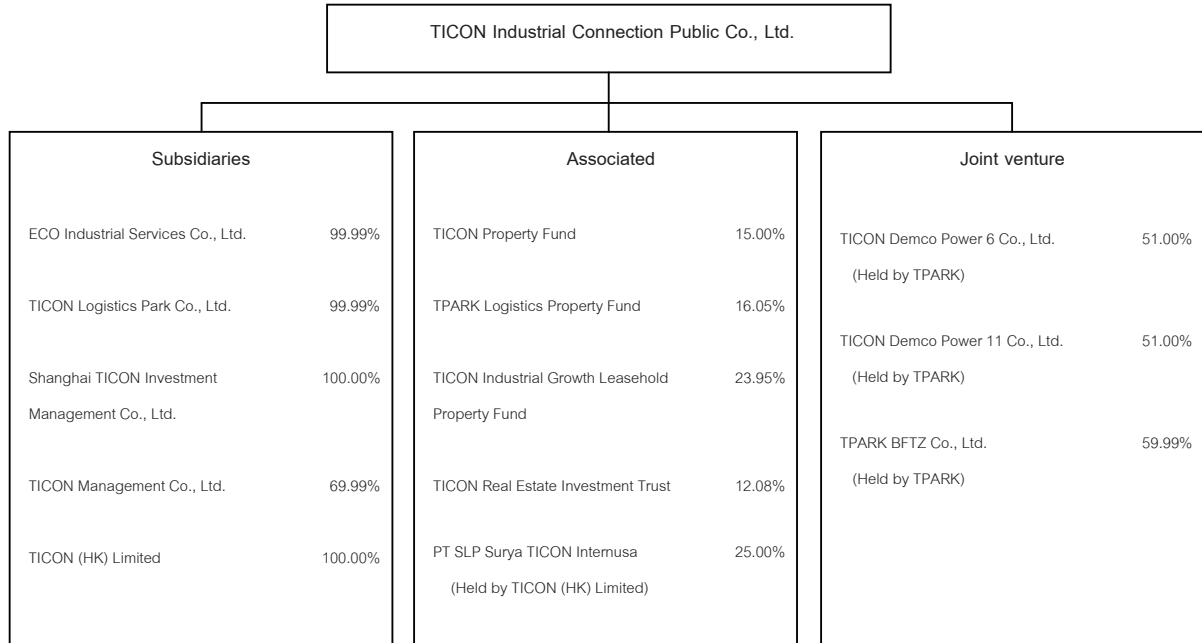 TICON Industrial Connection Public Co., Ltd.
Subsidiaries
ECO Industrial Services Co., Ltd. 99.99%
TICON Logistics Park Co., Ltd. 99.99%
Shanghai TICON Investment 100.00%
Management Co., Ltd.
TICON Management Co., Ltd. 69.99%
TICON (HK) Limited 100.00%
Associated
TICON Property Fund 15.00%
TPARK Logistics Property Fund 16.05%
TICON Industrial Growth Leasehold 23.95%
Property Fund
TICON Real Estate Investment Trust 12.08%
PT SLP Surya TICON Internusa 25.00%
(Held by TICON (HK) Limited)
Joint venture
TICON Demco Power 6 Co., Ltd. 51.00%
(Held by TPARK)
TICON Demco Power 11 Co., Ltd. 51.00%
(Held by TPARK)
TPARK BFTZ Co., Ltd. 59.99%
(Held by TPARK)